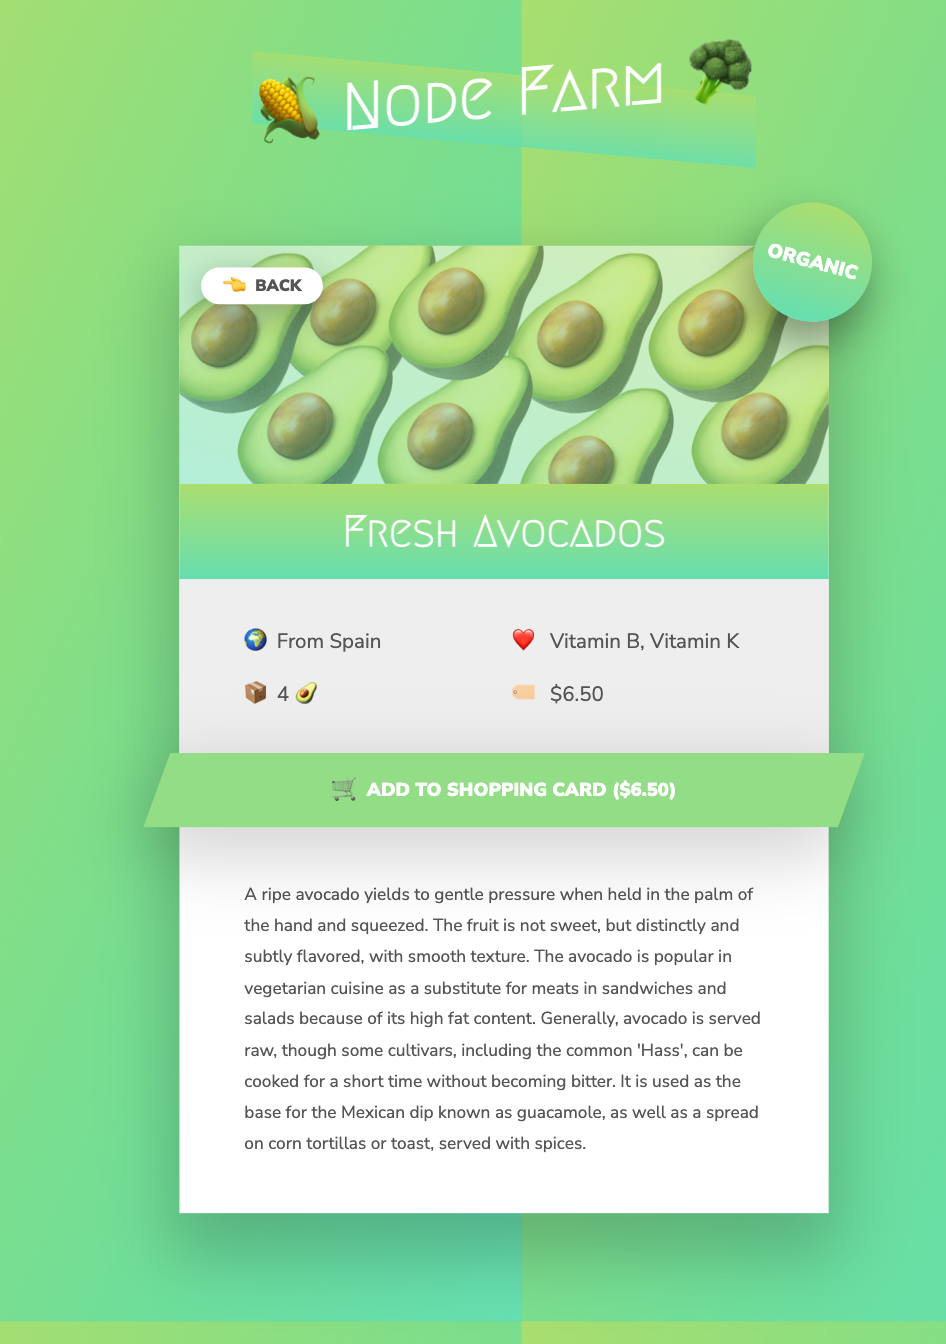 Node Farm
ORGANIC
BACK
Fresh Avocados
From Spain
Vitamin B, Vitamin K
4
$6.50
ADD TO SHOPPING CARD ($6.50)
A ripe avocado yields to gentle pressure when held in the palm of
the hand and squeezed. The fruit is not sweet, but distinctly and
subtly flavored, with smooth texture. The avocado is popular in
vegetarian cuisine as a substitute for meats in sandwiches and
salads because of its high fat content. Generally, avocado is served
raw, though some cultivars, including the common 'Hass', can be
cooked for a short time without becoming bitter. It is used as the
base for the Mexican dip known as guacamole, as well as a spread
on corn tortillas or toast, served with spices.